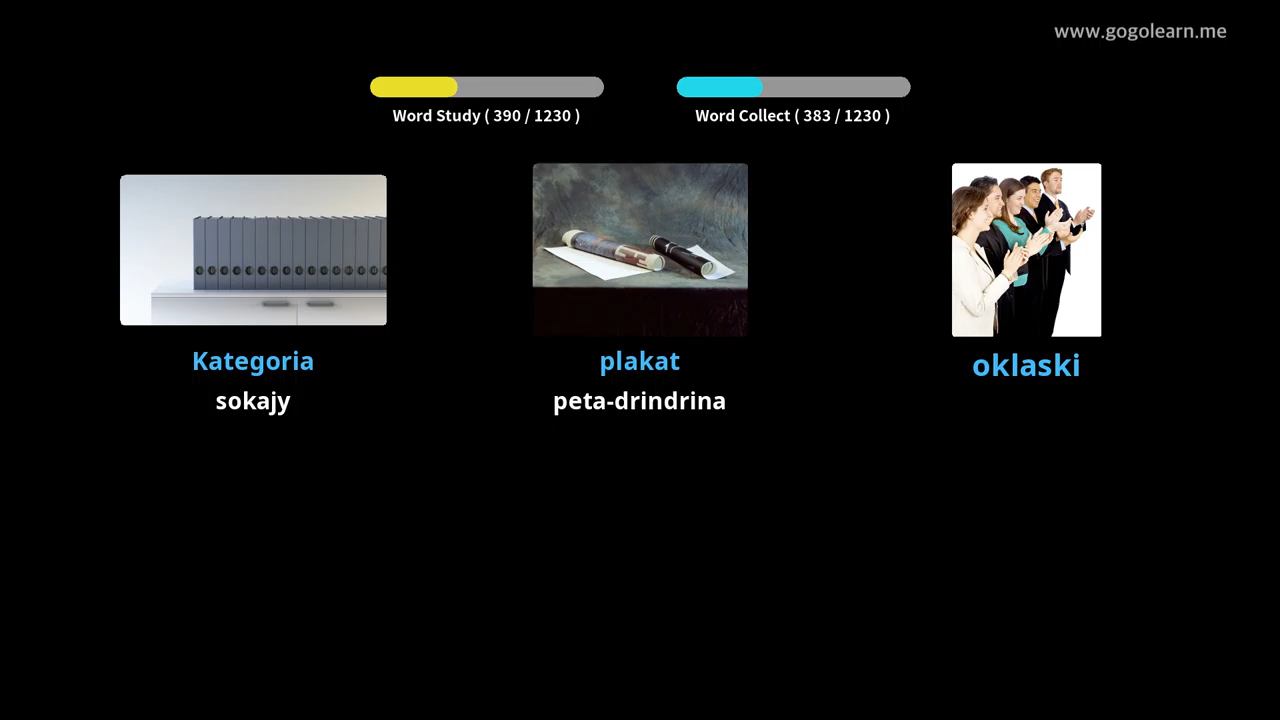 www.gogolearn.me
Word Study ( 390 / 1230 )
Word Collect ( 383 / 1230 )
Kategoria
plakat
oklaski
sokajy
peta-drindrina